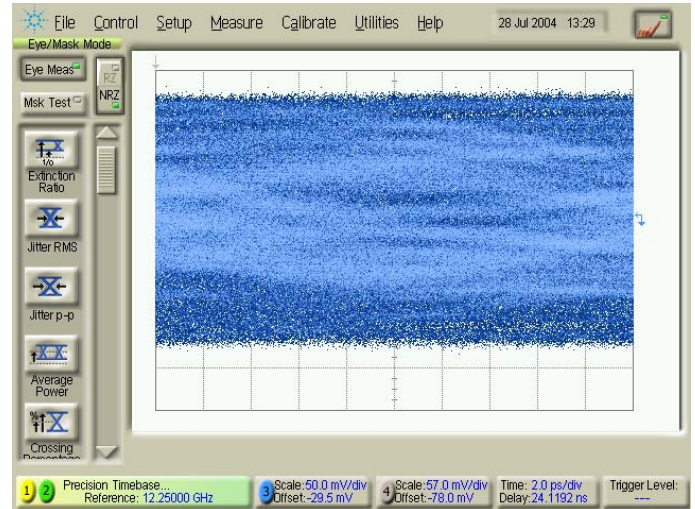 File Control Setup Measure Calibrate Utilities Help 28 Jul 2004 13:29
Eye/Mask Mode
Eye Meas
RZ
NRZ
Msk Test
1/0
Extinction
Ratio
Jitter RMS
Jitter p-p
Average
Power
%
Crossing
Percentage
1 2 Precision Timebase...
Reference: 12.25000 GHz
3 Scale:50.0 mV/div
Offset:-29.5 mV
4 Scale:57.0 mV/div
Offset:-78.0 mV
Time: 2.0 ps/div
Delay:24.1192 ns
Trigger Level:
---